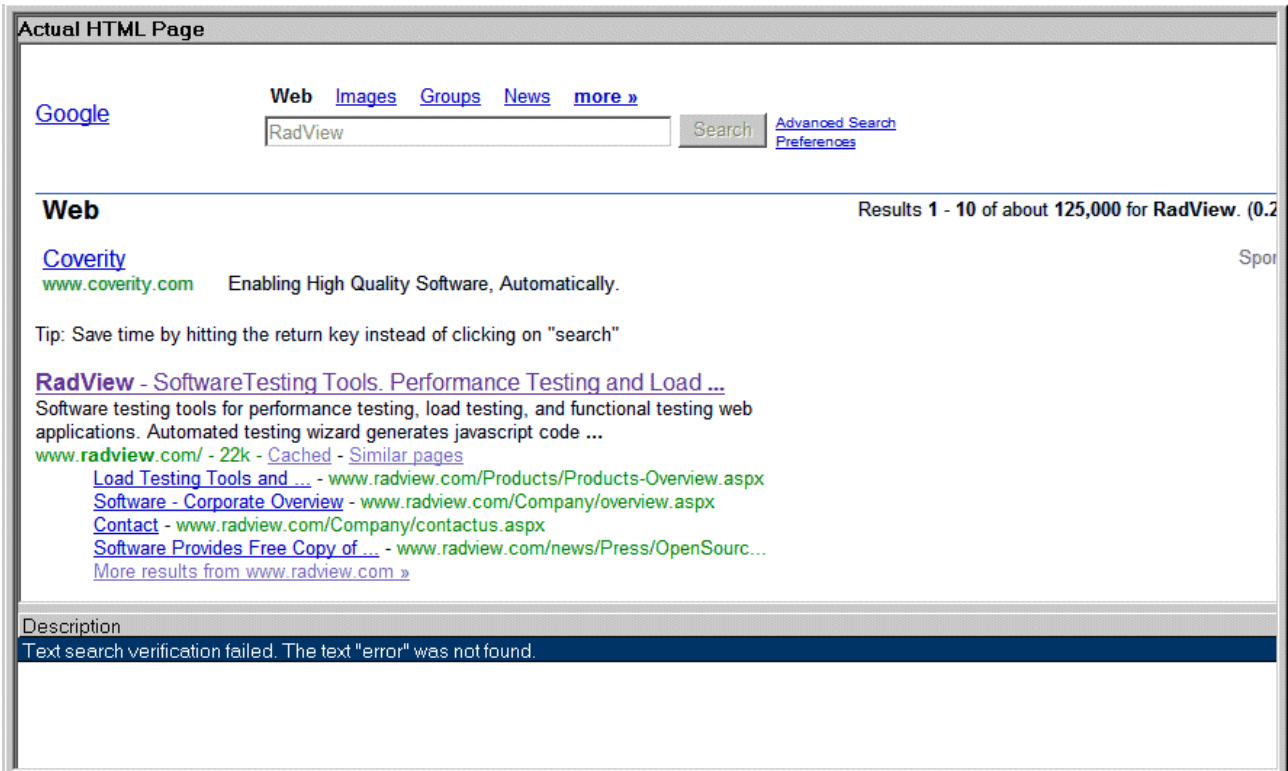 Actual HTML Page
Web Images Groups News more »
Google
RadView Search Advanced Search
Preferences
Web Results 1 - 10 of about 125,000 for RadView. (0.2
Coverity Spor
www.coverity.com Enabling High Quality Software, Automatically.
Tip: Save time by hitting the return key instead of clicking on "search"
RadView - SoftwareTesting Tools. Performance Testing and Load ...
Software testing tools for performance testing, load testing, and functional testing web
applications. Automated testing wizard generates javascript code ...
www.radview.com/ - 22k - Cached - Similar pages
Load Testing Tools and ... - www.radview.com/Products/Products-Overview.aspx
Software - Corporate Overview - www.radview.com/Company/overview.aspx
Contact - www.radview.com/Company/contactus.aspx
Software Provides Free Copy of ... - www.radview.com/news/Press/OpenSourc...
More results from www.radview.com »
Description
Text search verification failed. The text "error" was not found.